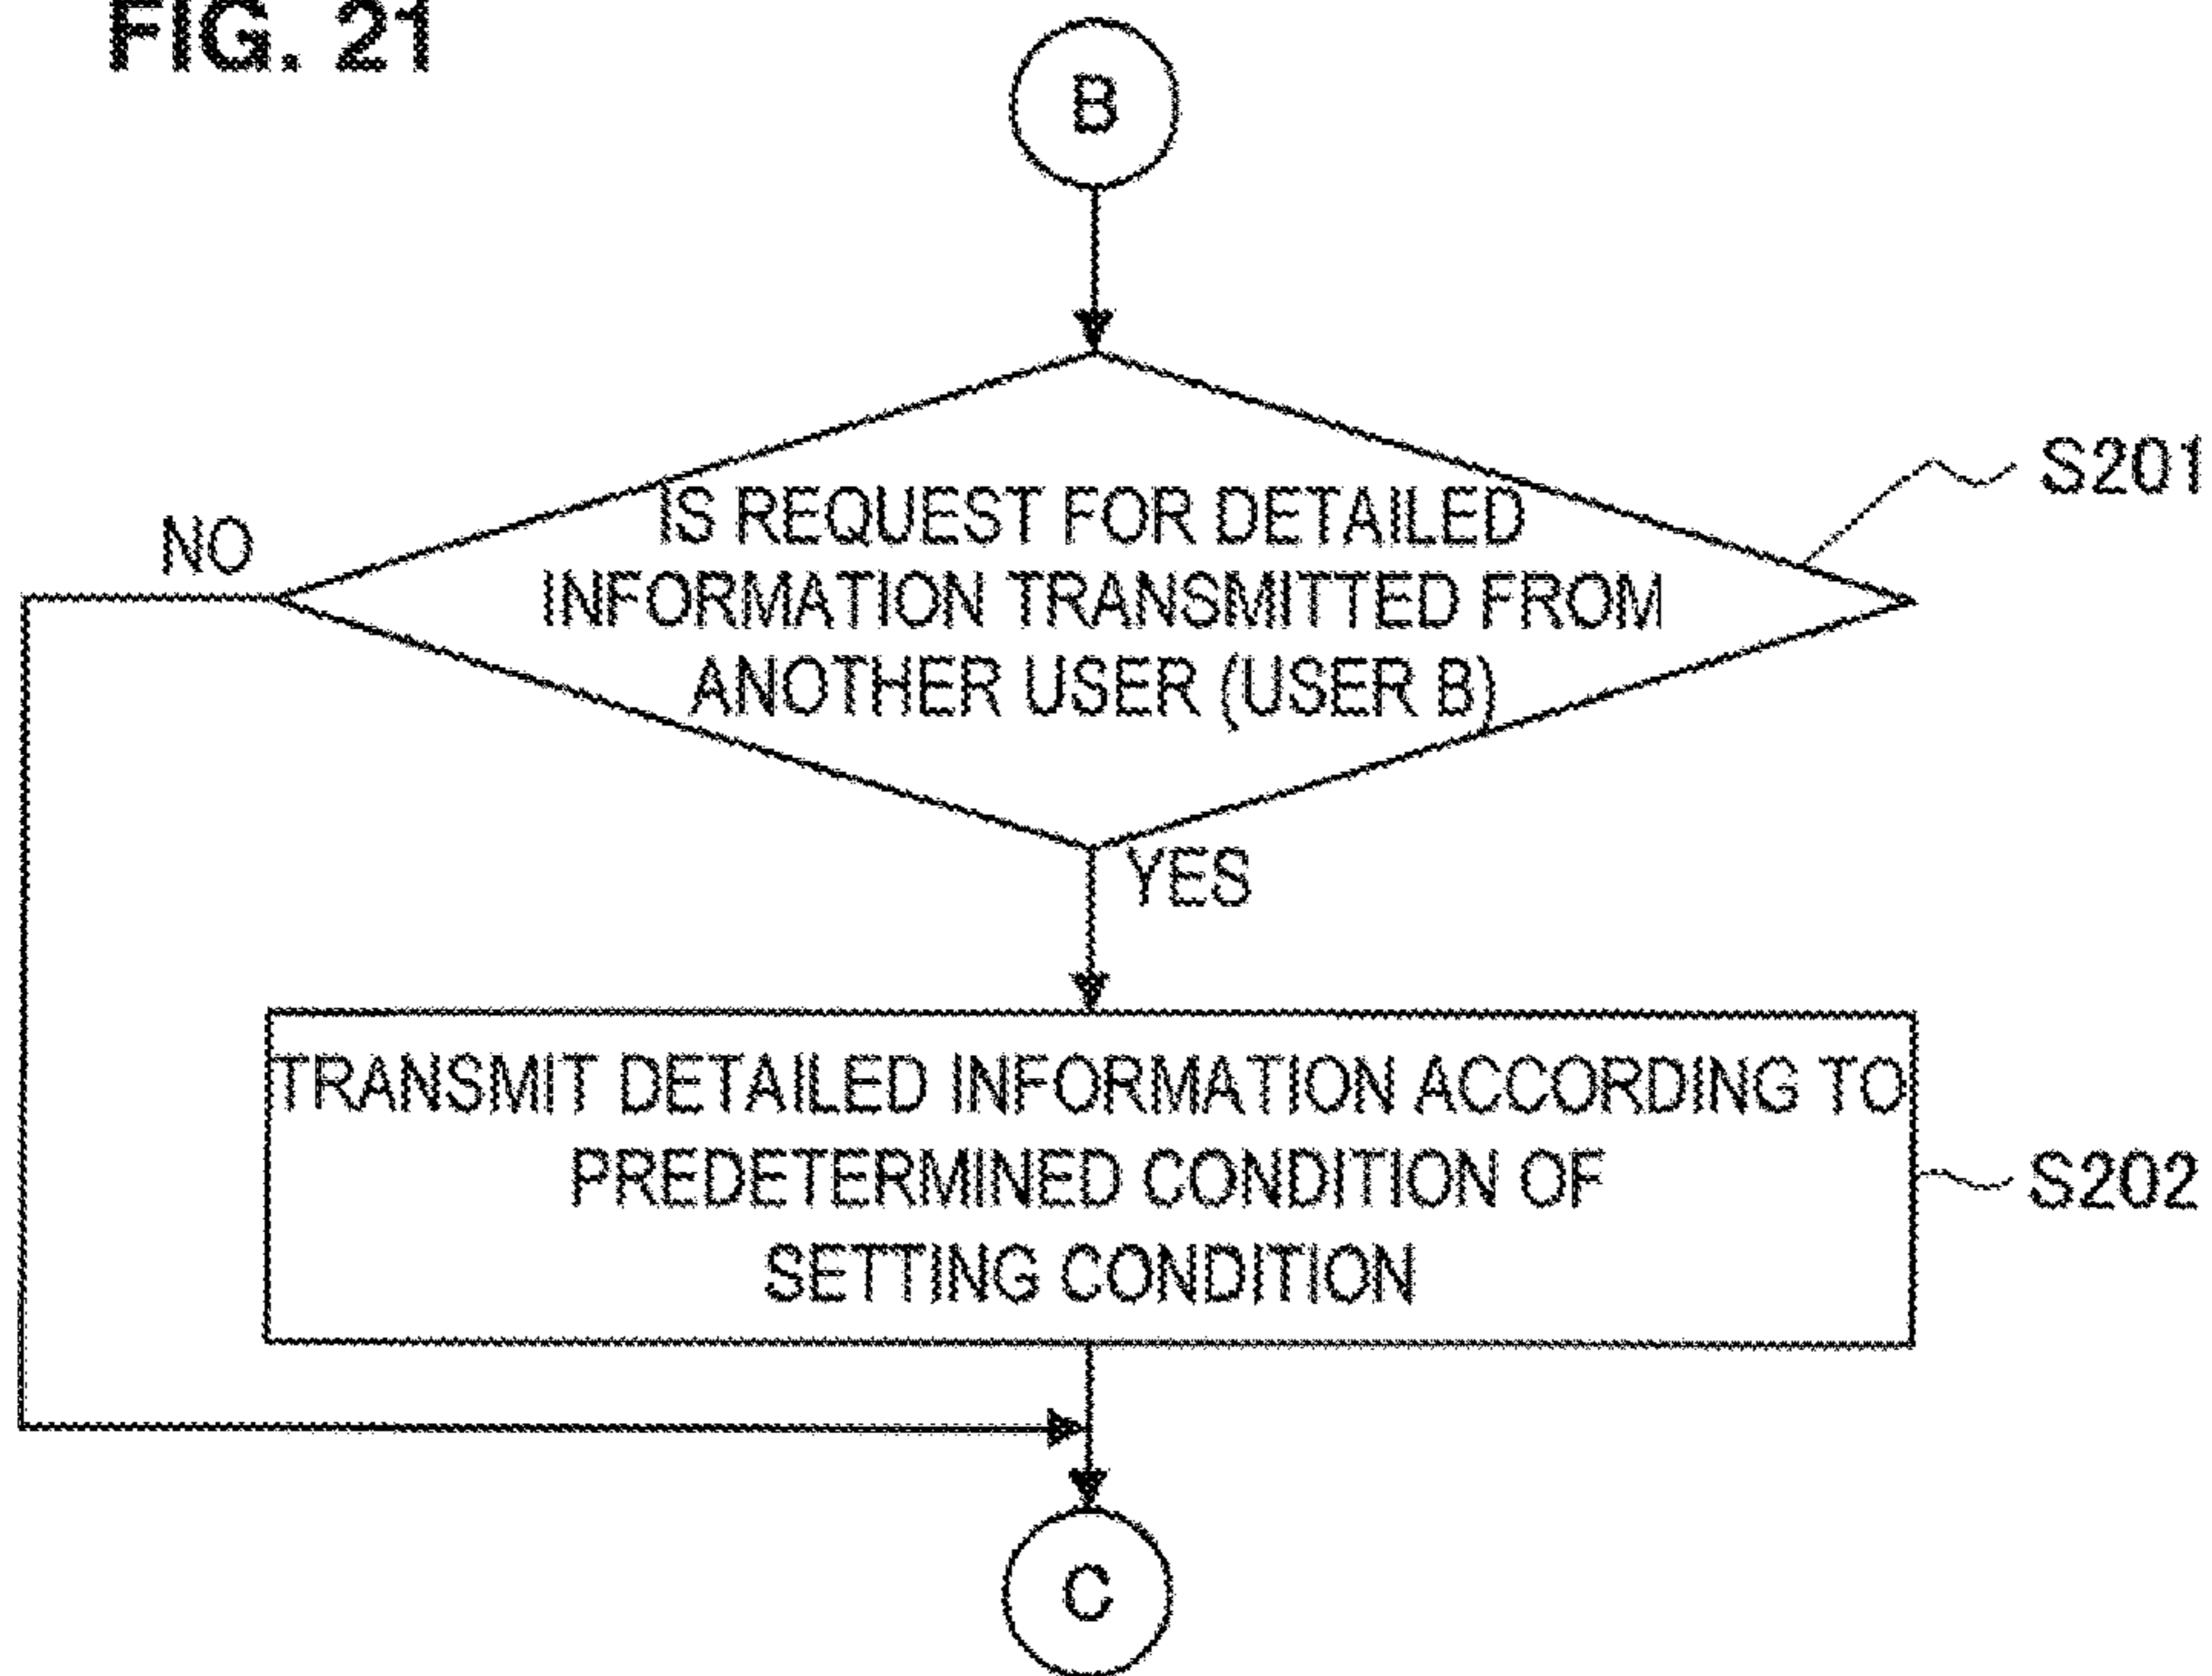 FIG. 21
B
IS REQUEST FOR DETAILED
INFORMATION TRANSMITTED FROM
ANOTHER USER (USER B)
S201
NO
YES
TRANSMIT DETAILED INFORMATION ACCORDING TO
PREDETERMINED CONDITION OF
SETTING CONDITION
S202
C